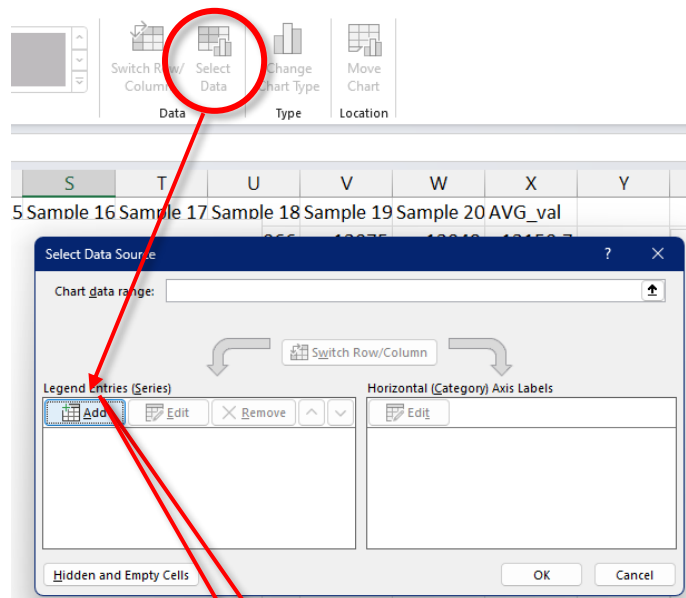 Switch Row/ Select Change Move
Column Data Chart Type Chart
Data Type Location
S T U V W X Y
5 Sample 16 Sample 17 Sample 18 Sample 19 Sample 20 AVG_val
Select Data Source ? ×
Chart data range:
Switch Row/Column
Legend Entries (Series) Horizontal (Category) Axis Labels
Add Edit Remove Edit
Hidden and Empty Cells OK Cancel